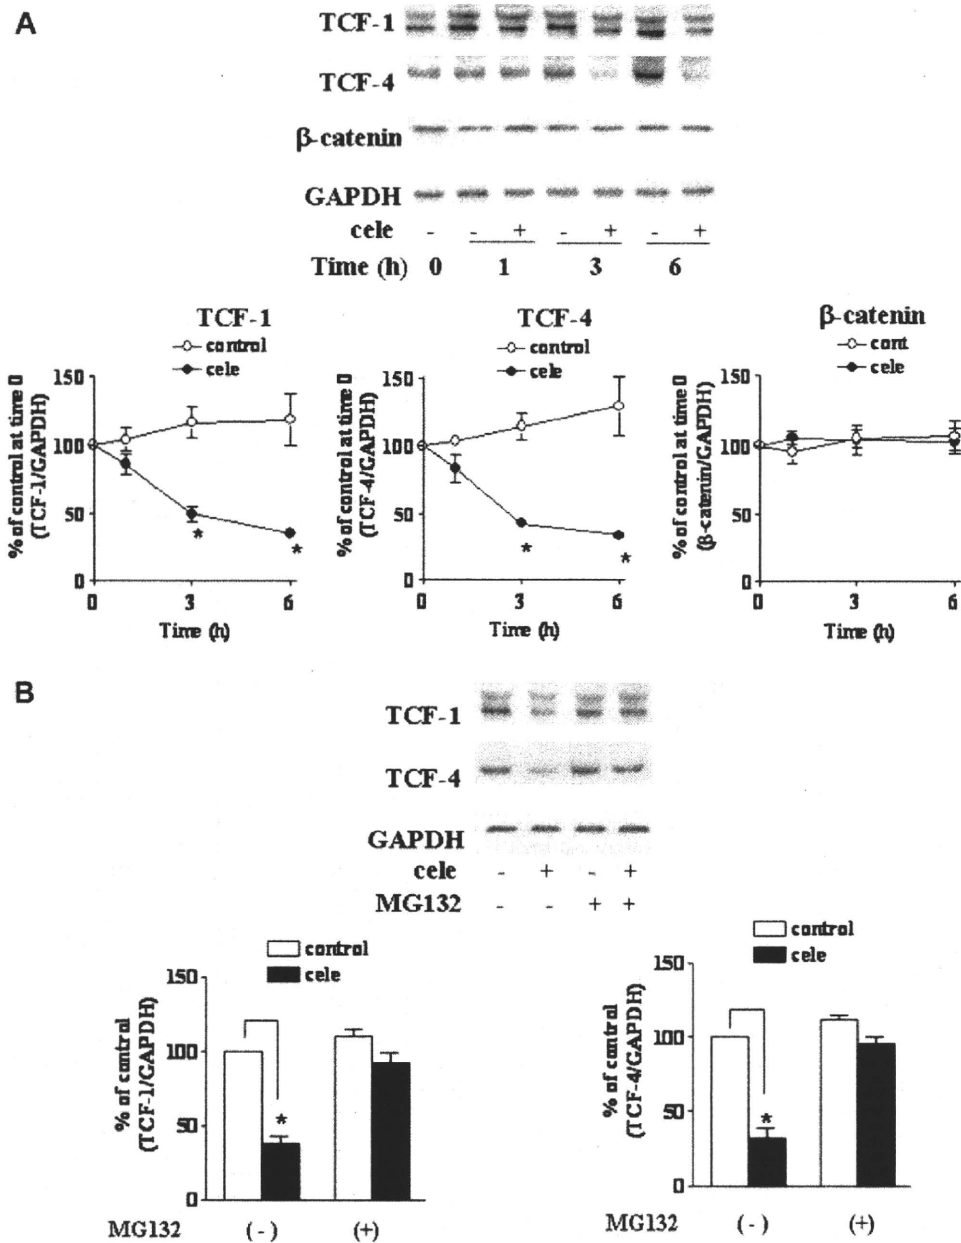 A
TCF-1
TCF-4
β-catenin
GAPDH
cele - - + - + - +
Time (h) 0 1 3 6
TCF-1
control
cele
% of control at time 0
(TCF-1/GAPDH)
150
100
50
0
0 3 6
Time (h)
*
*
TCF-4
control
cele
% of control at time 0
(TCF-4/GAPDH)
150
100
50
0
0 3 6
Time (h)
*
*
β-catenin
cont
cele
% of control at time 0
(β-catenin/GAPDH)
150
100
50
0
0 3 6
Time (h)
B
TCF-1
TCF-4
GAPDH
cele - + - +
MG132 - - + +
control
cele
% of control
(TCF-1/GAPDH)
150
100
50
0
*
MG132 (-) (+)
control
cele
% of control
(TCF-4/GAPDH)
150
100
50
0
*
MG132 (-) (+)